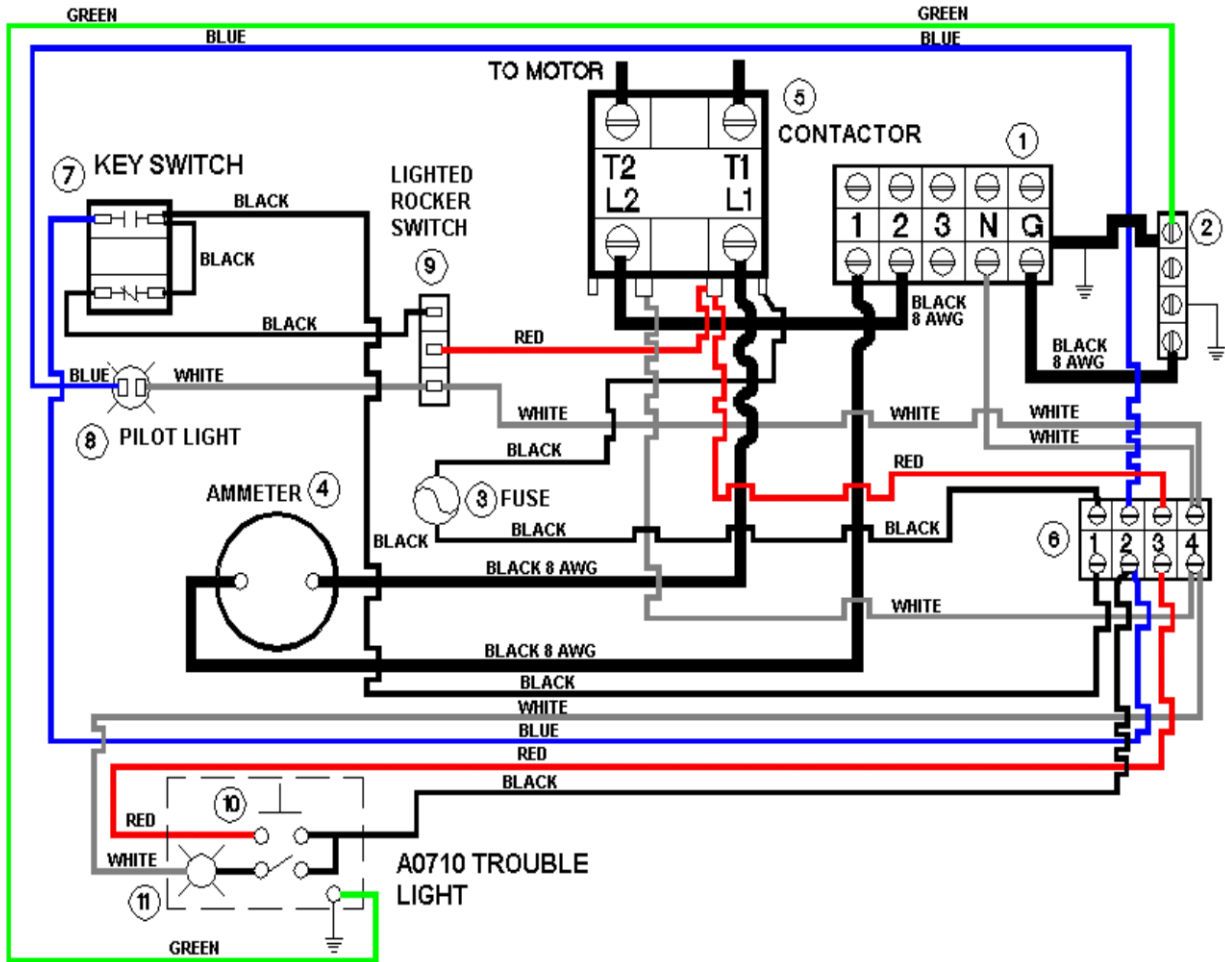 GREEN
GREEN
BLUE
BLUE
TO MOTOR
5
CONTACTOR
1
7
KEY SWITCH
LIGHTED
ROCKER
SWITCH
T2
T1
L2
L1
BLACK
1 2 3 N G
2
BLACK
9
BLACK
8 AWG
BLACK
RED
BLACK
8 AWG
BLUE
WHITE
WHITE
WHITE
WHITE
WHITE
8
PILOT LIGHT
BLACK
RED
AMMETER
4
3
FUSE
BLACK
BLACK
BLACK
6
1 2 3 4
BLACK 8 AWG
WHITE
BLACK 8 AWG
BLACK
WHITE
BLUE
RED
BLACK
10
RED
WHITE
A0710 TROUBLE
LIGHT
11
GREEN